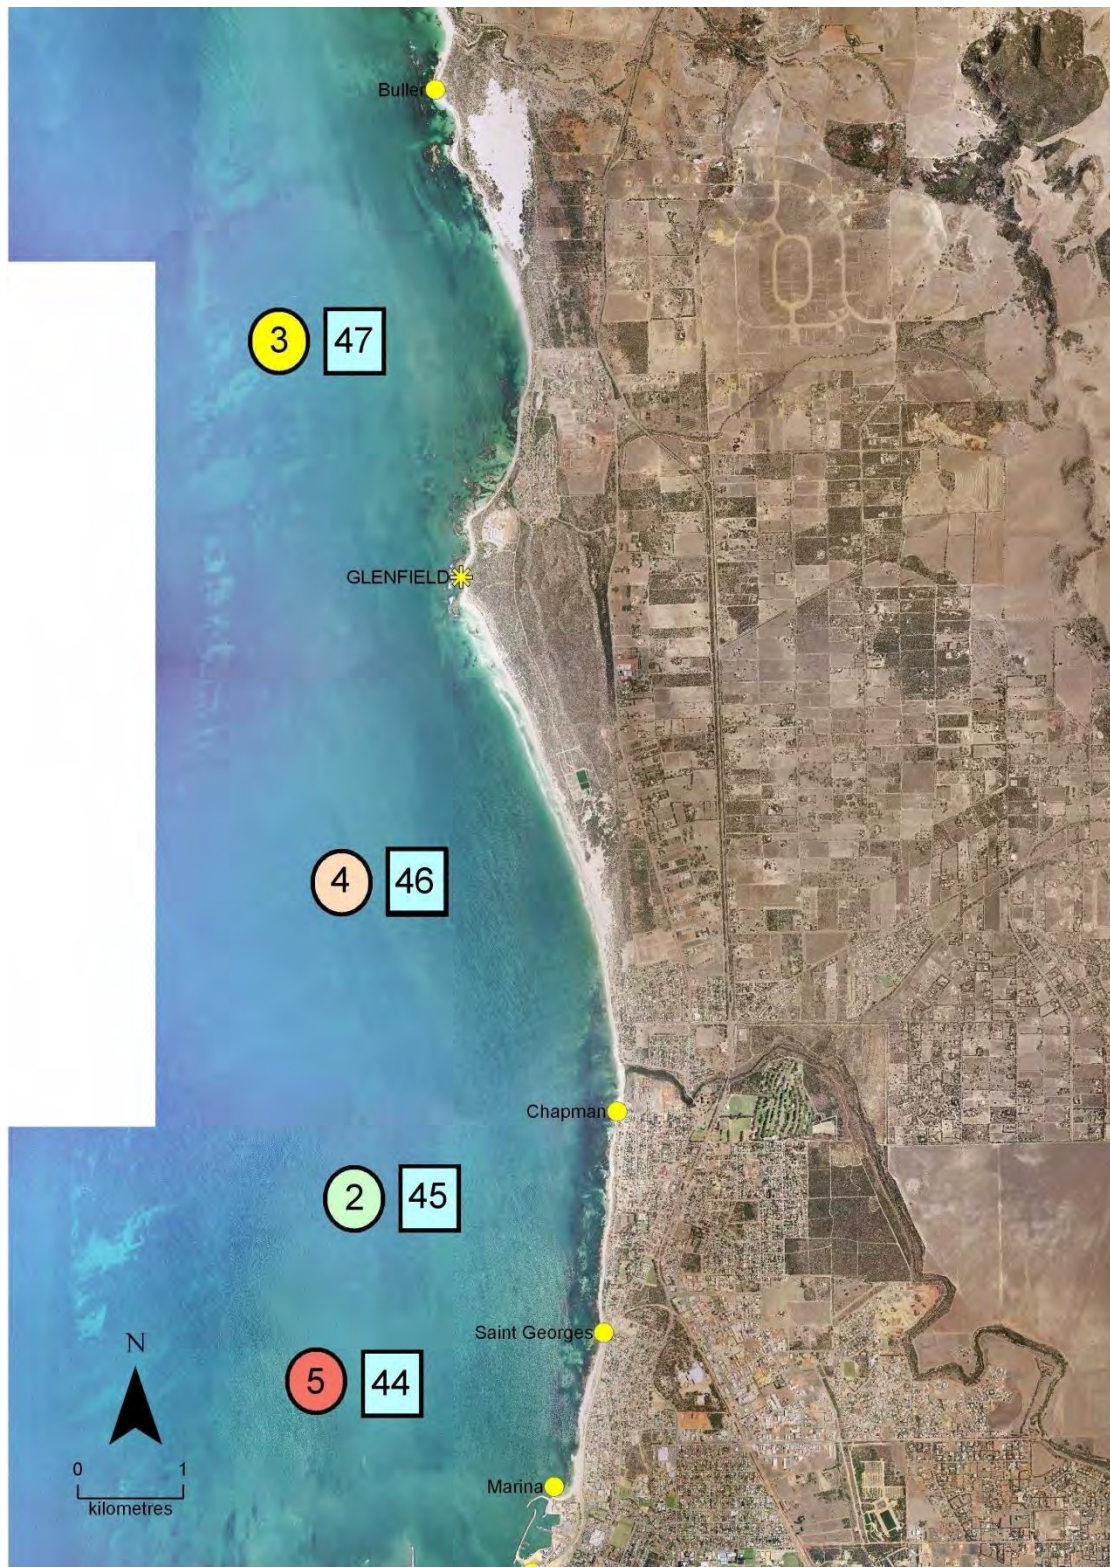 Buller
3 47
GLENFIELD
4 46
Chapman
2 45
Saint Georges
N
5 44
0 1
kilometres
Marina